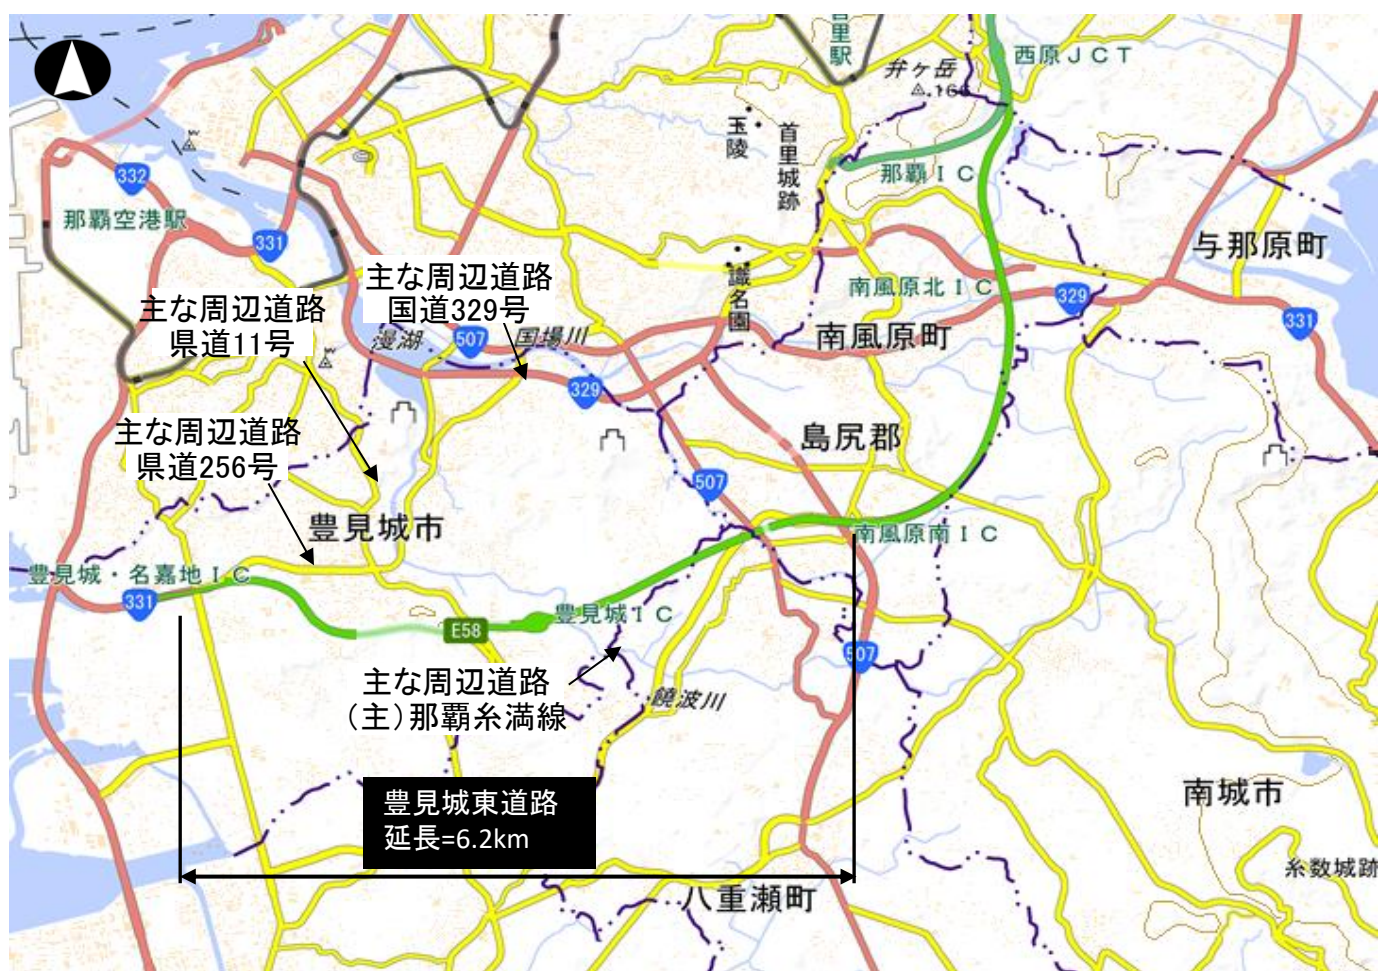 首里駅
西原JCT
弁ヶ岳
166
玉陵
首里城跡
那覇IC
332
那覇空港駅
331
与那原町
主な周辺道路
国道329号
識名園
南風原北IC
329
331
主な周辺道路
県道11号
漫湖
507
国場川
南風原町
329
主な周辺道路
県道256号
島尻郡
507
豊見城市
南風原南IC
豊見城・名嘉地IC
331
E58
豊見城IC
507
主な周辺道路
(主)那覇糸満線
饒波川
豊見城東道路
延長=6.2km
南城市
糸数城跡
八重瀬町